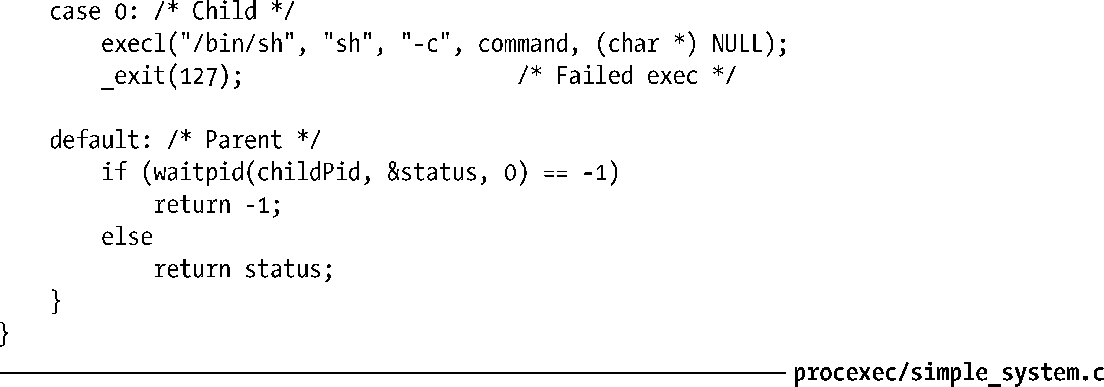 case 0: /* Child */
execl("/bin/sh", "sh", "-c", command, (char *) NULL);
_exit(127); /* Failed exec */
default: /* Parent */
if (waitpid(childPid, &status, 0) == -1)
return -1;
else
return status;
}
}
procexec/simple_system.c